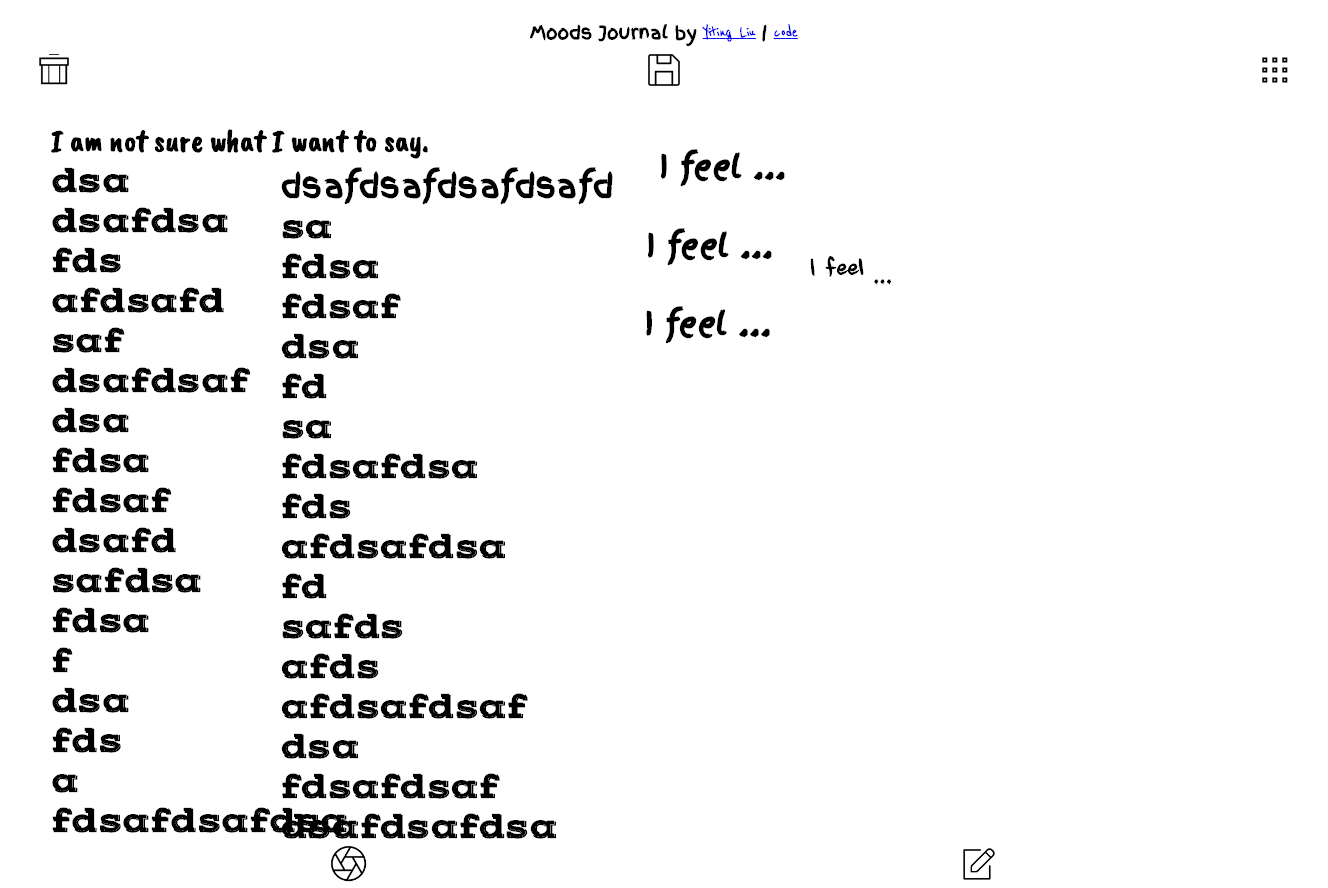 Moods Journal by Yiting Liu | code
I am not sure what I want to say.
dsa
dsafdsa
fds
afdsafd
saf
dsafdsaf
dsa
fdsa
fdsaf
dsafd
safdsa
fdsa
f
dsa
fds
a
fdsafdsafdsa
dsafdsafdsafdsafd
sa
fdsa
fdsaf
dsa
fd
sa
fdsafdsa
fds
afdsafdsa
fd
safds
afds
afdsafdsaf
dsa
fdsafdsaf
dsafdsafdsa
I feel ...
I feel ...
I feel ...
I feel ...